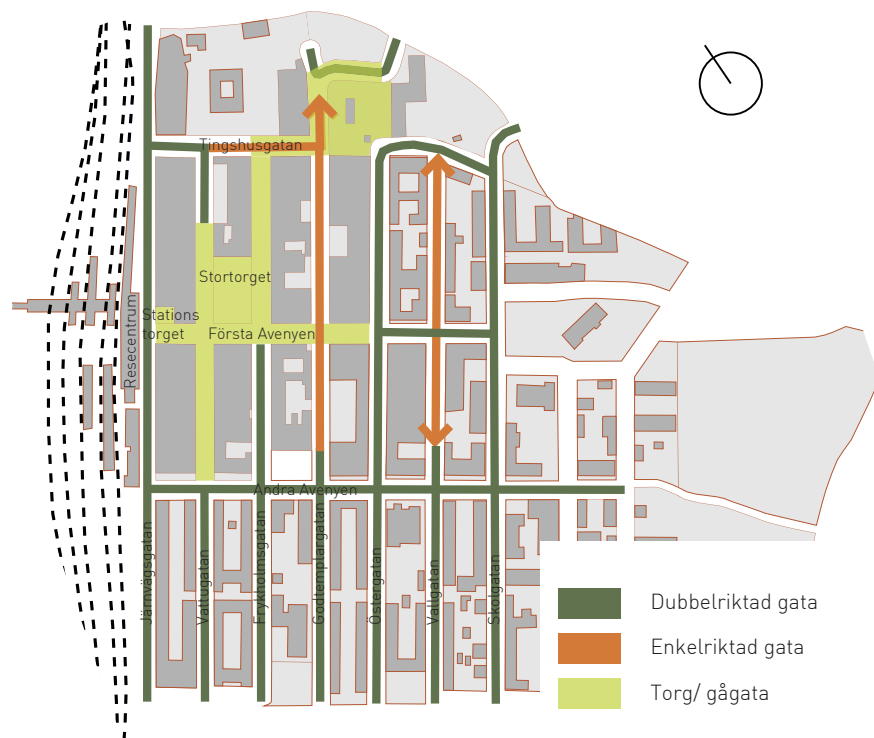 Tingshusgatan
Stortorget
Stations
torget
Första Avenyen
Resecentrum
Andra Avenyen
Järnvägsgatan
Vattugatan
Frykholmsgatan
Godtemplargatan
Östergatan
Vallgatan
Skolgatan
Dubbelriktad gata
Enkelriktad gata
Torg/ gågata